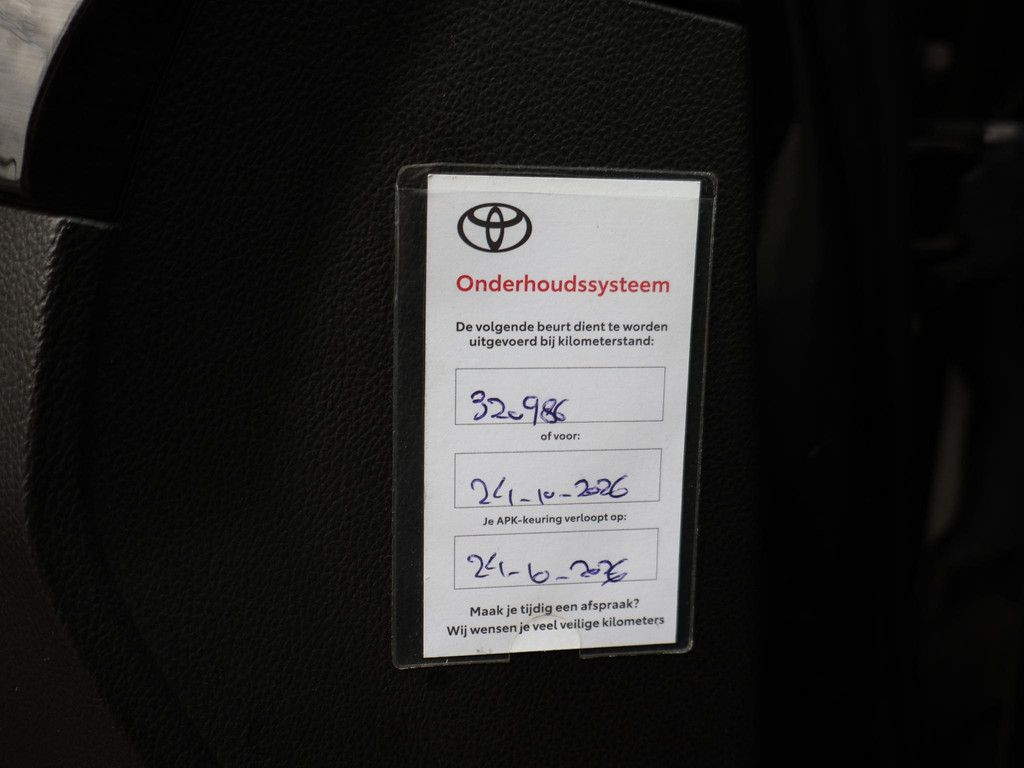 Onderhoudssysteem
De volgende beurt dient te worden
uitgevoerd bij kilometerstand:
32.986
of voor:
24-10-2026
Je APK-keuring verloopt op:
24-10-2026
Maak je tijdig een afspraak?
Wij wensen je veel veilige kilometers